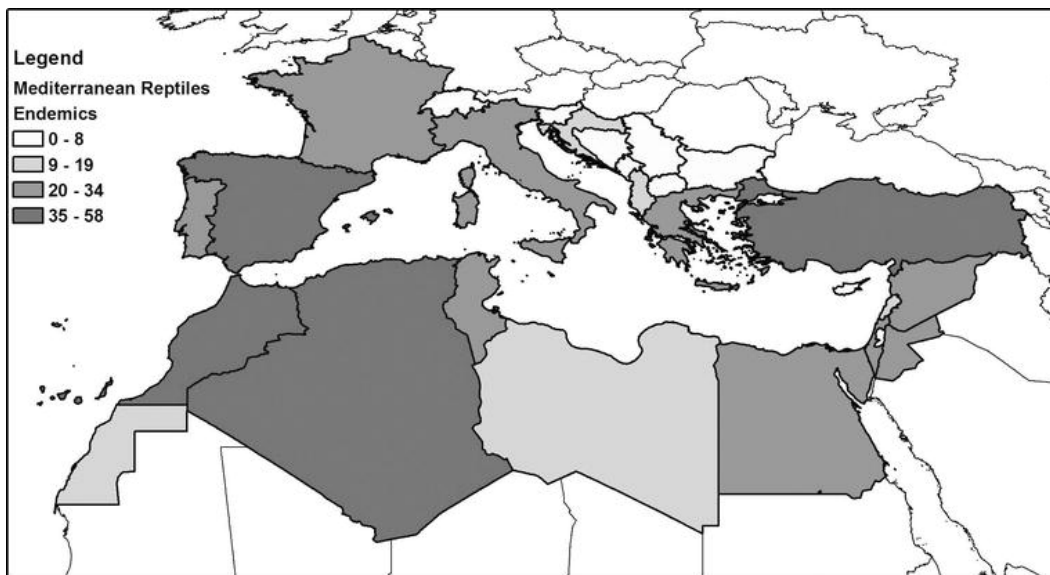 Legend
Mediterranean Reptiles
Endemics
0 - 8
9 - 19
20 - 34
35 - 58